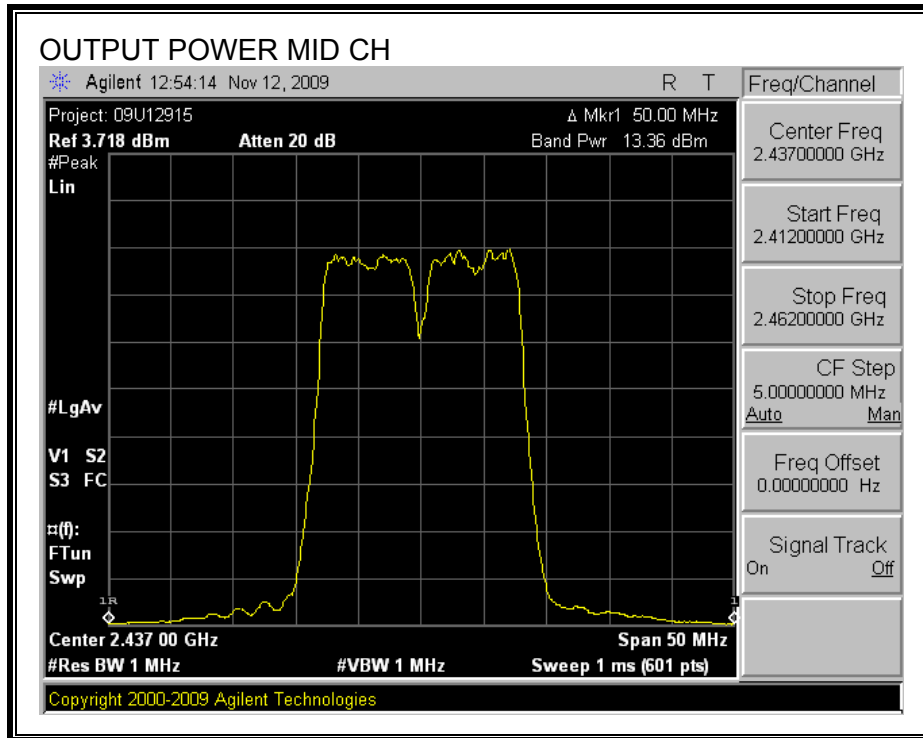 OUTPUT POWER MID CH
Agilent 12:54:14 Nov 12, 2009 R T Freq/Channel
Project: 09U12915 Δ Mkr1 50.00 MHz
Ref 3.718 dBm Atten 20 dB Band Pwr 13.36 dBm
#Peak
Lin
Center Freq
2.43700000 GHz
Start Freq
2.41200000 GHz
Stop Freq
2.46200000 GHz
CF Step
5.00000000 MHz
Auto Man
#LgAv
V1 S2
S3 FC
Freq Offset
0.00000000 Hz
¤(f):
FTun
Swp
Signal Track
On Off
1R 1
Center 2.437 00 GHz Span 50 MHz
#Res BW 1 MHz #VBW 1 MHz Sweep 1 ms (601 pts)
Copyright 2000-2009 Agilent Technologies